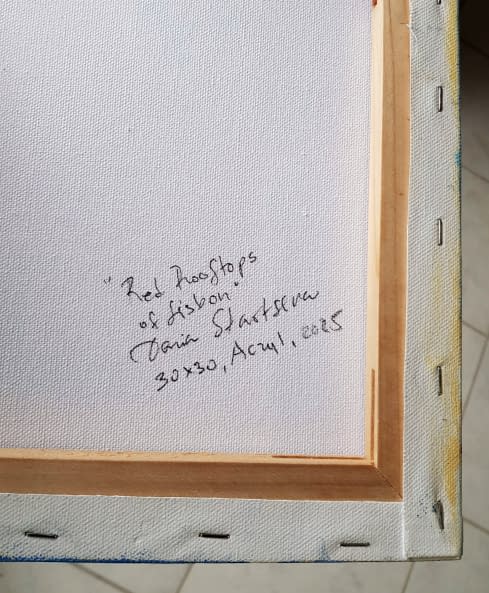 "Red Rooftops
of Lisbon"
Daria Startseva
30x30, Acryl, 2025